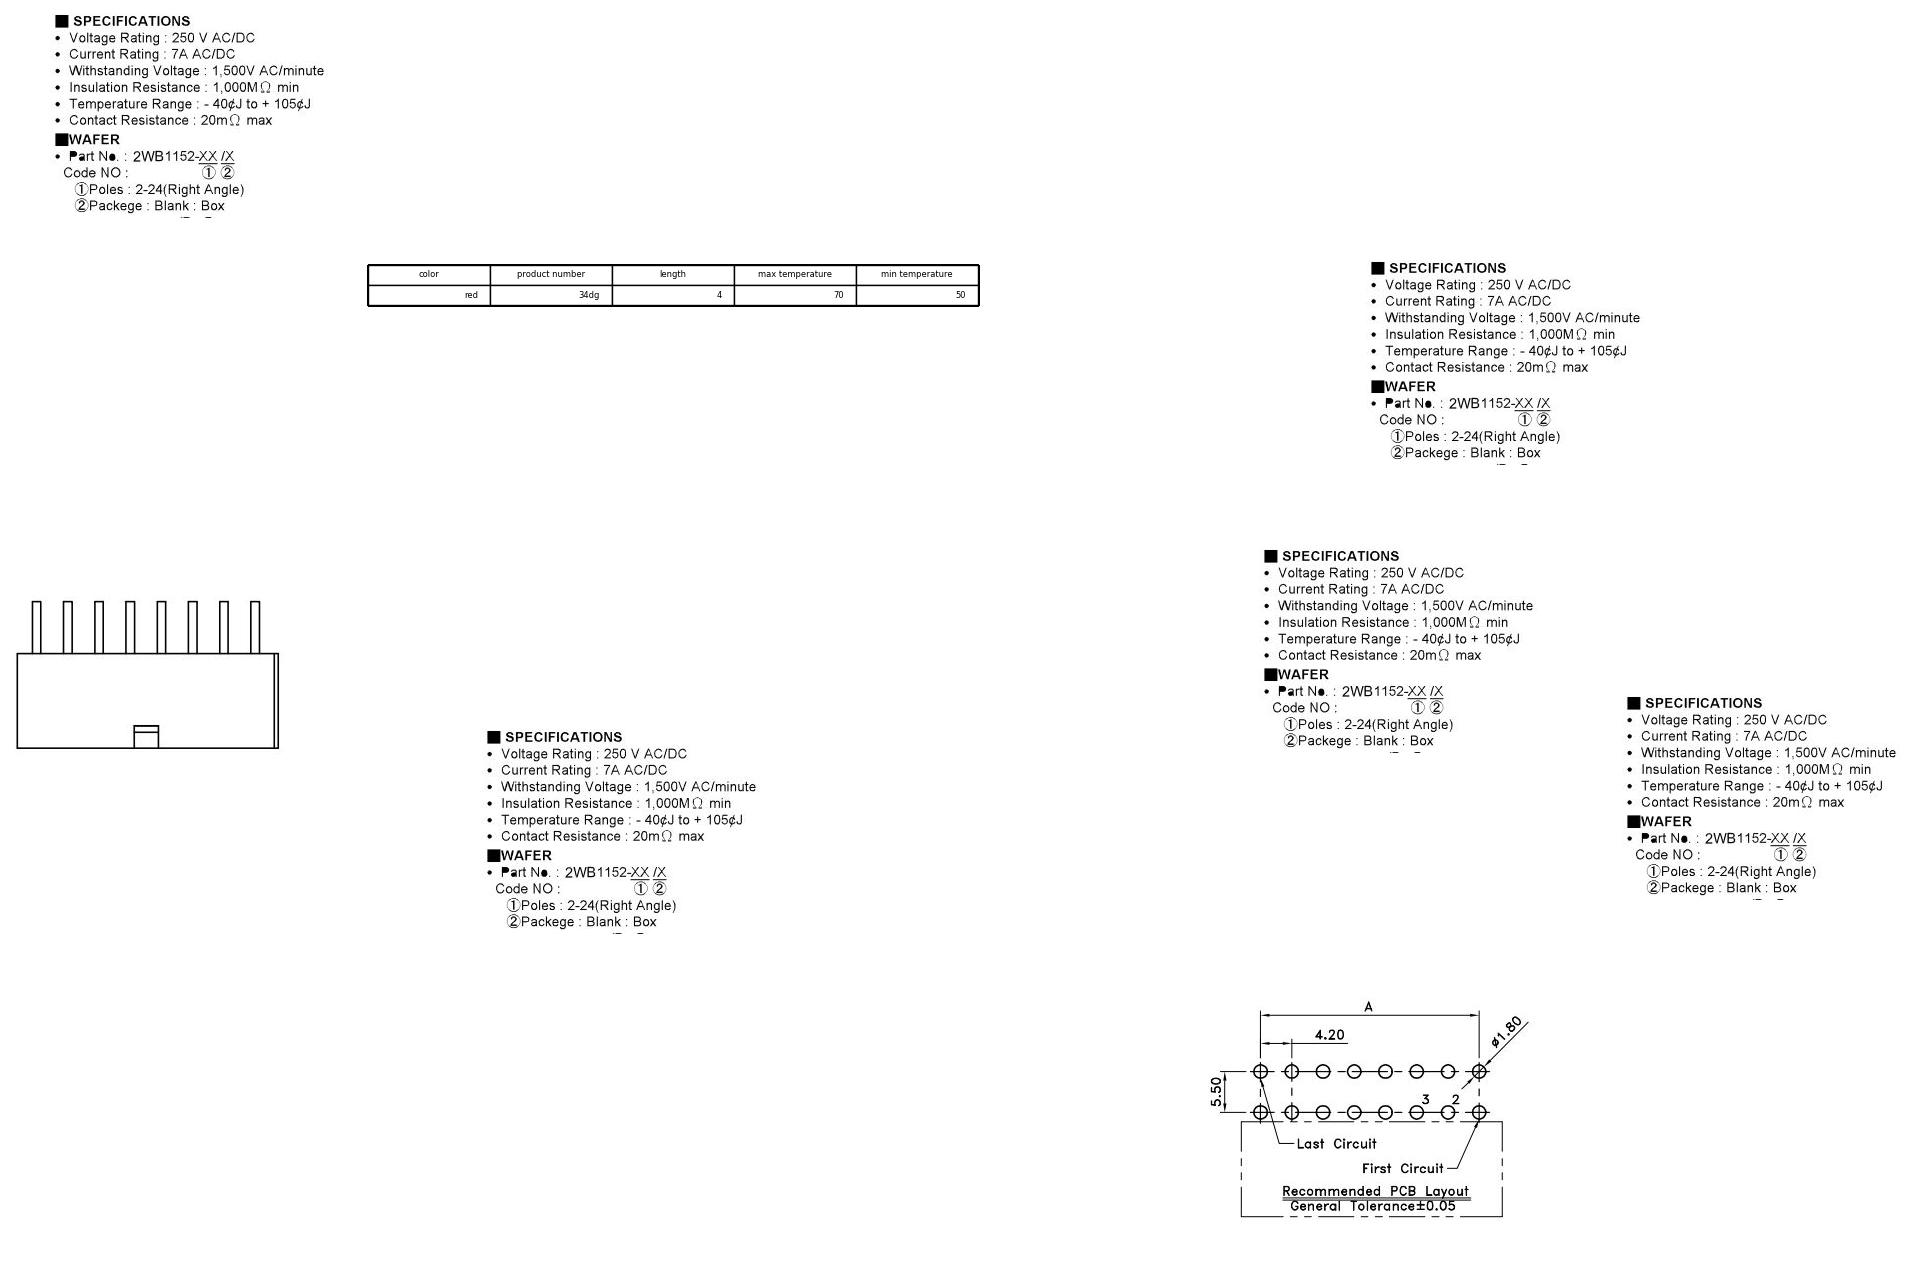 ■ SPECIFICATIONS
• Voltage Rating : 250 V AC/DC
• Current Rating : 7A AC/DC
• Withstanding Voltage : 1,500V AC/minute
• Insulation Resistance : 1,000MΩ min
• Temperature Range : - 40¢J to + 105¢J
• Contact Resistance : 20mΩ max
■WAFER
• Part No. : 2WB1152-XX /X
Code NO : ① ②
①Poles : 2-24(Right Angle)
②Packege : Blank : Box
color product number length max temperature min temperature
red 34dg 4 70 50
■ SPECIFICATIONS
• Voltage Rating : 250 V AC/DC
• Current Rating : 7A AC/DC
• Withstanding Voltage : 1,500V AC/minute
• Insulation Resistance : 1,000MΩ min
• Temperature Range : - 40¢J to + 105¢J
• Contact Resistance : 20mΩ max
■WAFER
• Part No. : 2WB1152-XX /X
Code NO : ① ②
①Poles : 2-24(Right Angle)
②Packege : Blank : Box
■ SPECIFICATIONS
• Voltage Rating : 250 V AC/DC
• Current Rating : 7A AC/DC
• Withstanding Voltage : 1,500V AC/minute
• Insulation Resistance : 1,000MΩ min
• Temperature Range : - 40¢J to + 105¢J
• Contact Resistance : 20mΩ max
■WAFER
• Part No. : 2WB1152-XX /X
Code NO : ① ②
①Poles : 2-24(Right Angle)
②Packege : Blank : Box
■ SPECIFICATIONS
• Voltage Rating : 250 V AC/DC
• Current Rating : 7A AC/DC
• Withstanding Voltage : 1,500V AC/minute
• Insulation Resistance : 1,000MΩ min
• Temperature Range : - 40¢J to + 105¢J
• Contact Resistance : 20mΩ max
■WAFER
• Part No. : 2WB1152-XX /X
Code NO : ① ②
①Poles : 2-24(Right Angle)
②Packege : Blank : Box
■ SPECIFICATIONS
• Voltage Rating : 250 V AC/DC
• Current Rating : 7A AC/DC
• Withstanding Voltage : 1,500V AC/minute
• Insulation Resistance : 1,000MΩ min
• Temperature Range : - 40¢J to + 105¢J
• Contact Resistance : 20mΩ max
■WAFER
• Part No. : 2WB1152-XX /X
Code NO : ① ②
①Poles : 2-24(Right Angle)
②Packege : Blank : Box
A
4.20
ø1.80
5.50
3 2
Last Circuit
First Circuit
Recommended PCB Layout
General Tolerance±0.05